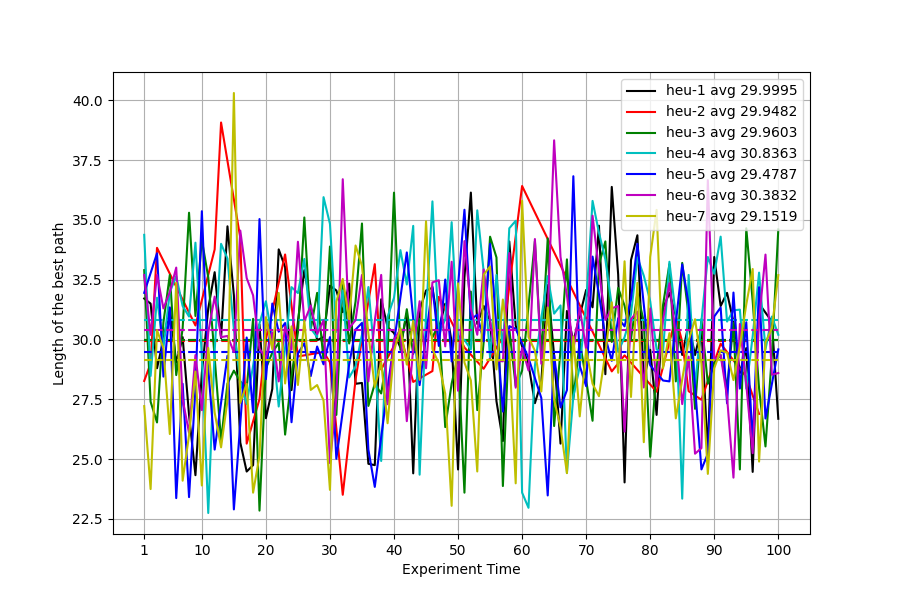 heu-1 avg 29.9995
heu-2 avg 29.9482
heu-3 avg 29.9603
heu-4 avg 30.8363
heu-5 avg 29.4787
heu-6 avg 30.3832
heu-7 avg 29.1519
40.0
37.5
35.0
32.5
30.0
27.5
25.0
22.5
Length of the best path
1 10 20 30 40 50 60 70 80 90 100
Experiment Time